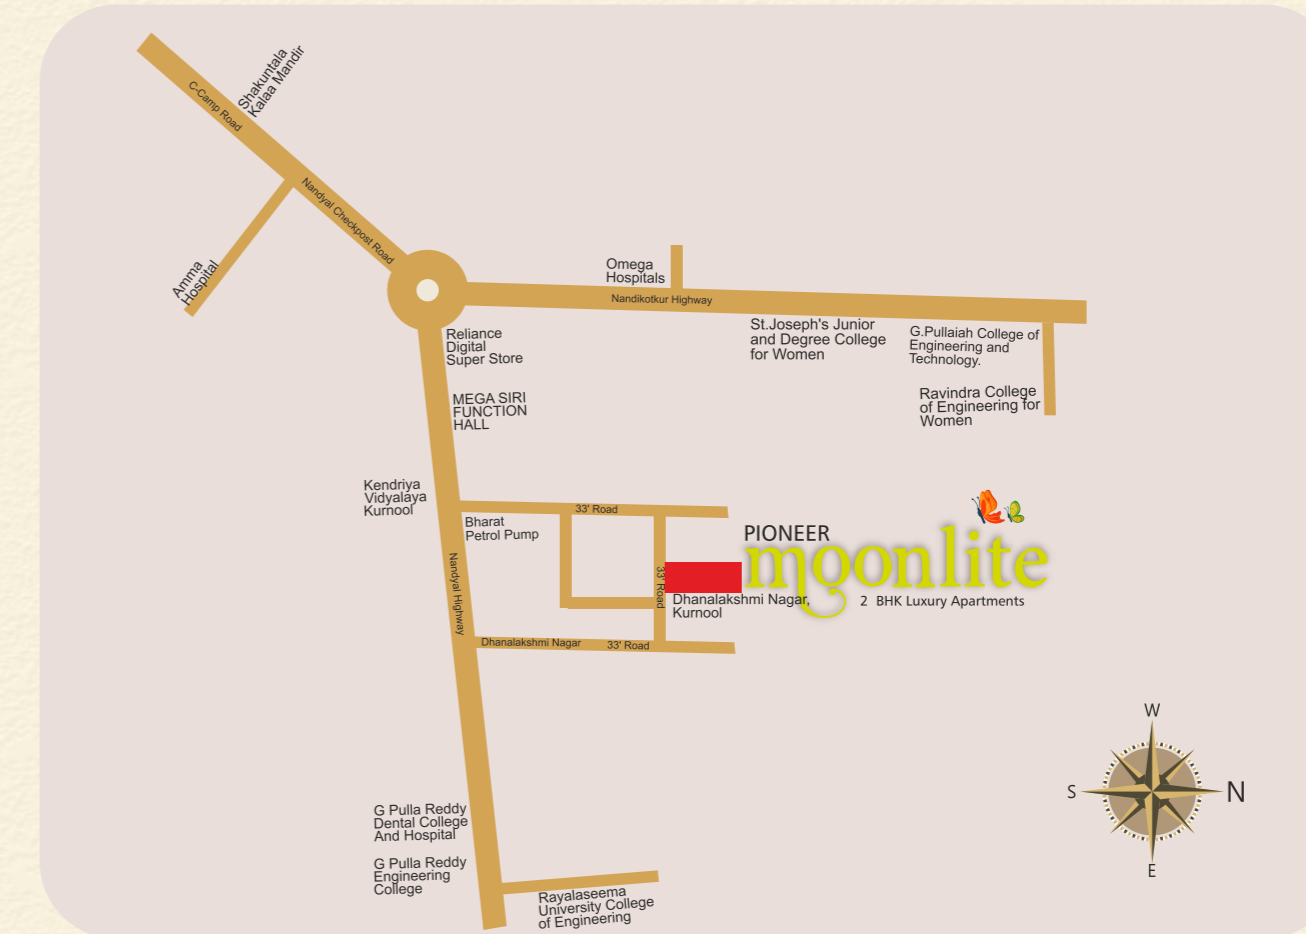 Shakuntala
Kalaa Mandir
C-Camp Road
Nandyal Checkpost Road
Amma
Hospital
Omega
Hospitals
Nandikotkur Highway
Reliance
Digital
Super Store
St.Joseph's Junior
and Degree College
for Women
G.Pullaiah College of
Engineering and
Technology.
Ravindra College
of Engineering for
Women
MEGA SIRI
FUNCTION
HALL
Kendriya
Vidyalaya
Kurnool
33' Road
Bharat
Petrol Pump
Nandyal Highway
33' Road
PIONEER
moonlite
2 BHK Luxury Apartments
Dhanalakshmi Nagar,
Kurnool
Dhanalakshmi Nagar 33' Road
W
S
N
E
G Pulla Reddy
Dental College
And Hospital
G Pulla Reddy
Engineering
College
Rayalaseema
University College
of Engineering